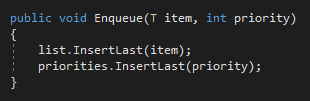 public void Enqueue(T item, int priority)
{
    list.InsertLast(item);
    priorities.InsertLast(priority);
}